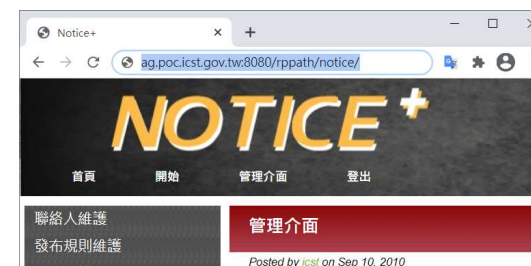 Notice+
ag.poc.icst.gov.tw:8080/rppath/notice/
NOTICE+
首頁 開始 管理介面 登出
聯絡人維護
發布規則維護
管理介面
Posted by icst on Sep 10, 2010